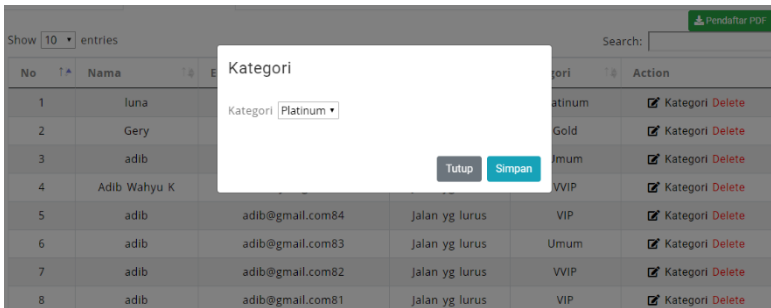 Pendaftar PDF
Show 10 entries Search:
No Nama E gori Action
Kategori
Kategori Platinum
Tutup Simpan
1 luna atinum Kategori Delete
2 Gery Gold Kategori Delete
3 adib Umum Kategori Delete
4 Adib Wahyu K VVIP Kategori Delete
5 adib adib@gmail.com84 Jalan yg lurus VIP Kategori Delete
6 adib adib@gmail.com83 Jalan yg lurus Umum Kategori Delete
7 adib adib@gmail.com82 Jalan yg lurus VVIP Kategori Delete
8 adib adib@gmail.com81 Jalan yg lurus VIP Kategori Delete